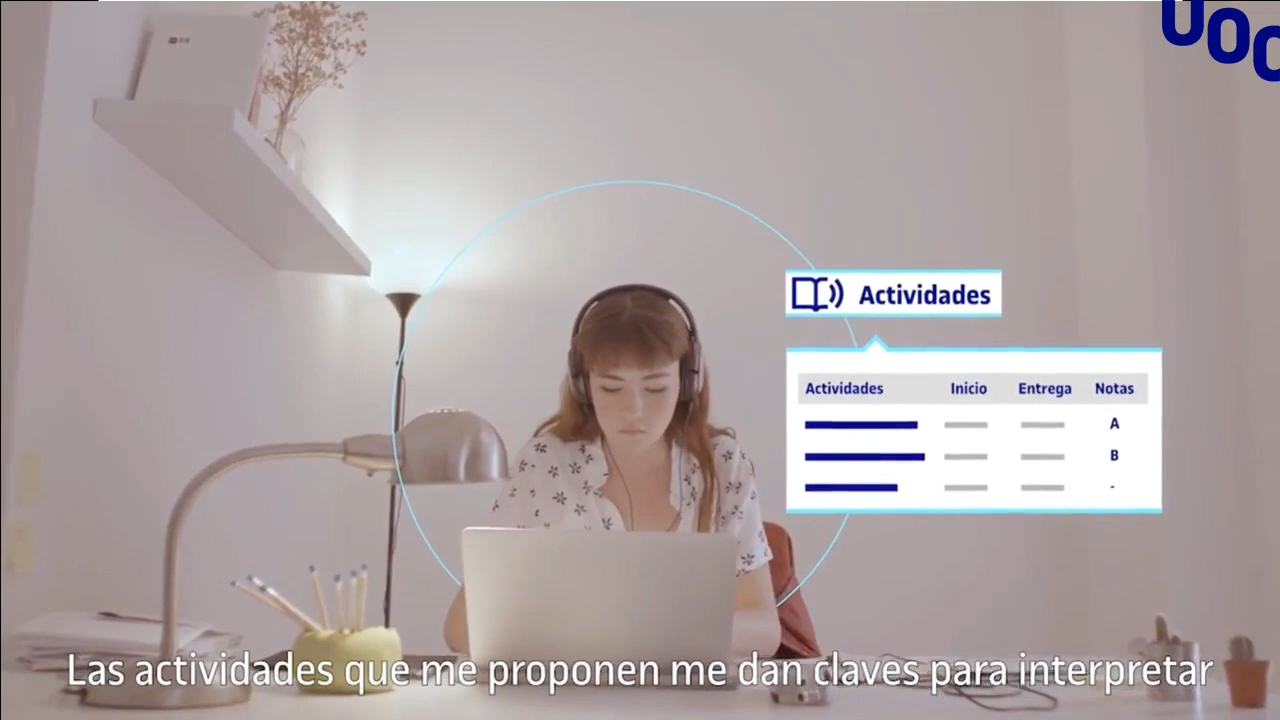 UOC
Actividades
Actividades Inicio Entrega Notas
A
B
-
Las actividades que me proponen me dan claves para interpretar